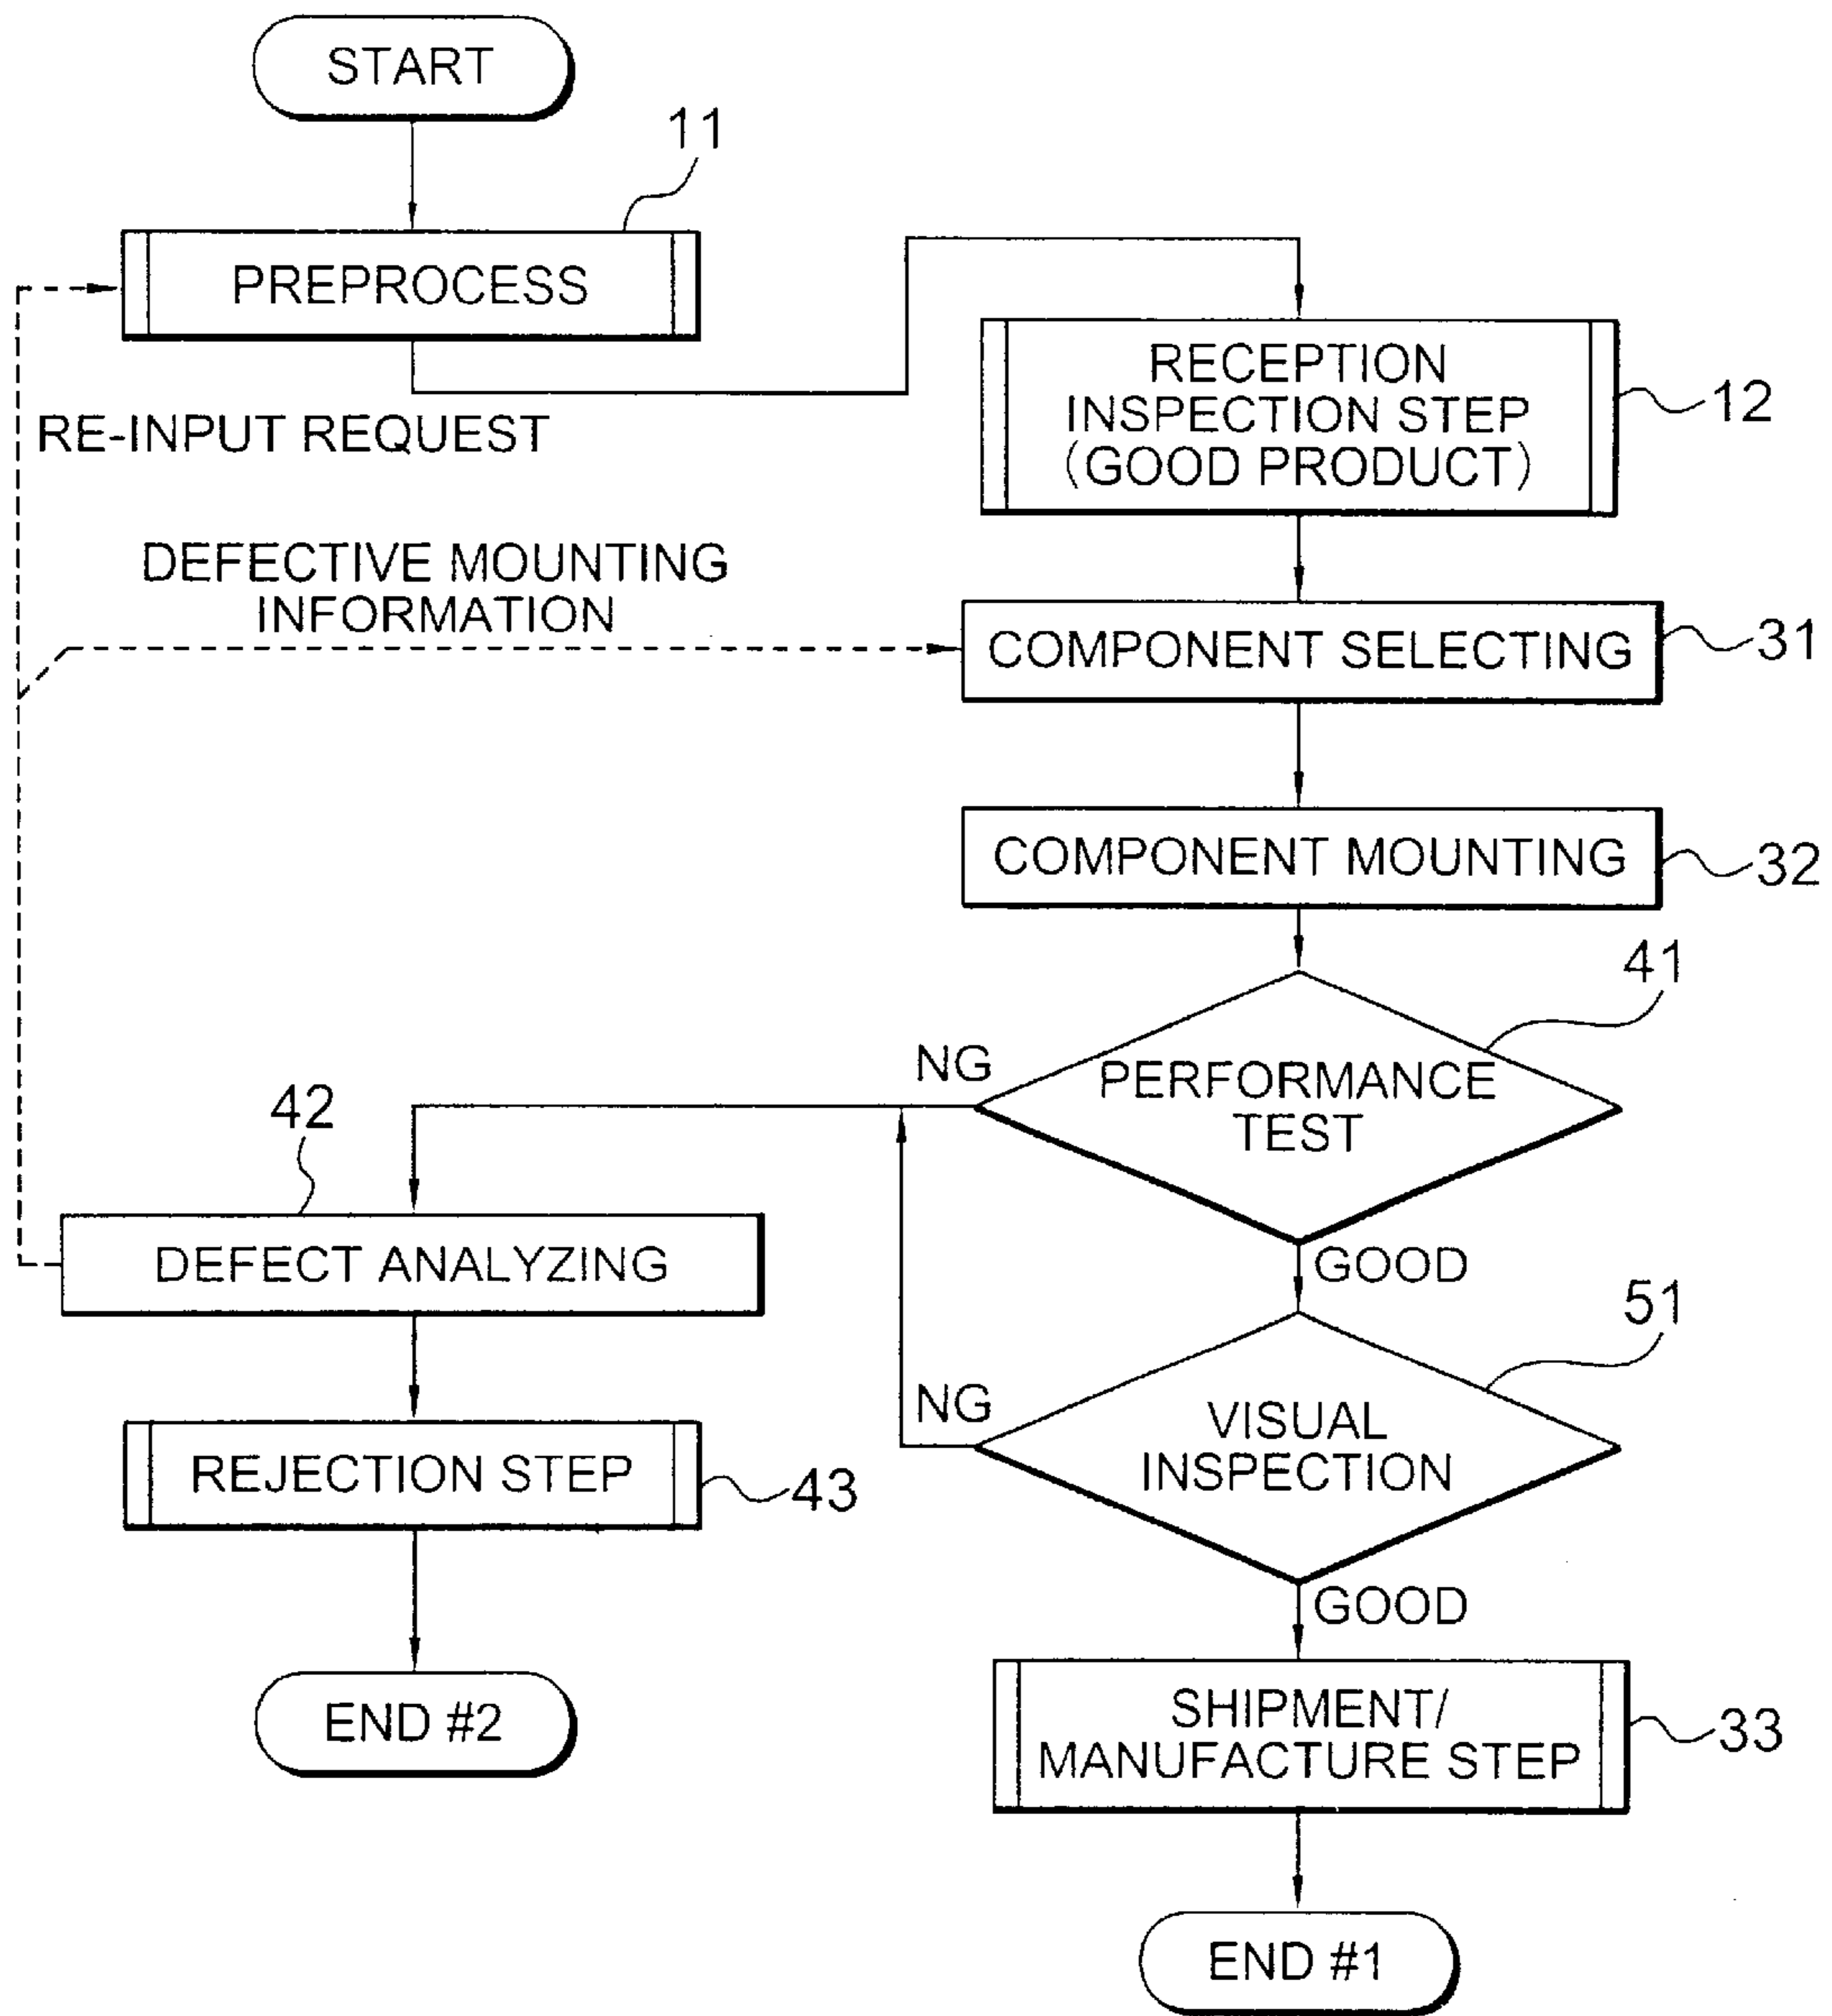 START
11
PREPROCESS
RECEPTION
INSPECTION STEP
(GOOD PRODUCT)
12
RE-INPUT REQUEST
DEFECTIVE MOUNTING
INFORMATION
COMPONENT SELECTING
31
COMPONENT MOUNTING
32
41
NG
PERFORMANCE
TEST
42
DEFECT ANALYZING
GOOD
51
NG
VISUAL
INSPECTION
REJECTION STEP
43
GOOD
END #2
SHIPMENT/
MANUFACTURE STEP
33
END #1